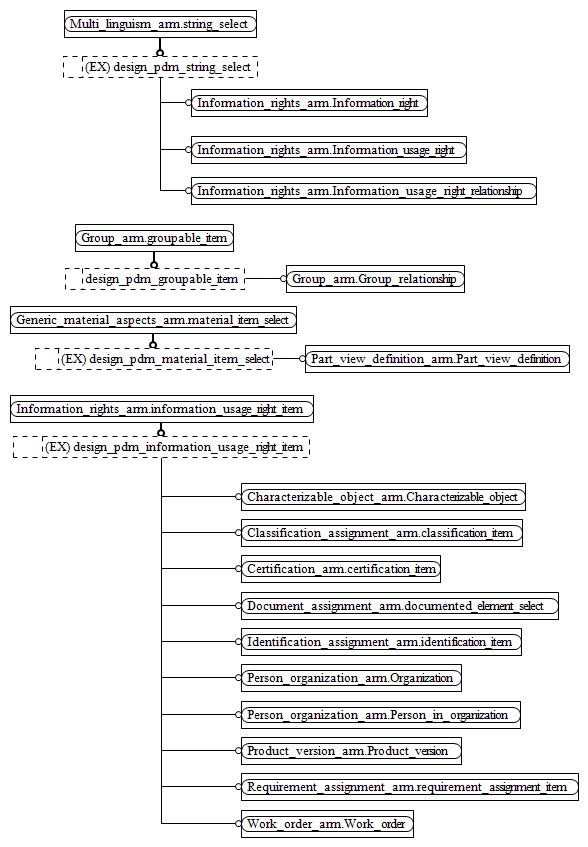 Multi_linguism_arm.string_select
(EX) design_pdm_string_select
Information_rights_arm.Information_right
Information_rights_arm.Information_usage_right
Information_rights_arm.Information_usage_right_relationship
Group_arm.groupable_item
design_pdm_groupable_item
Group_arm.Group_relationship
Generic_material_aspects_arm.material_item_select
(EX) design_pdm_material_item_select
Part_view_definition_arm.Part_view_definition
Information_rights_arm.information_usage_right_item
(EX) design_pdm_information_usage_right_item
Characterizable_object_arm.Characterizable_object
Classification_assignment_arm.classification_item
Certification_arm.certification_item
Document_assignment_arm.documented_element_select
Identification_assignment_arm.identification_item
Person_organization_arm.Organization
Person_organization_arm.Person_in_organization
Product_version_arm.Product_version
Requirement_assignment_arm.requirement_assignment_item
Work_order_arm.Work_order